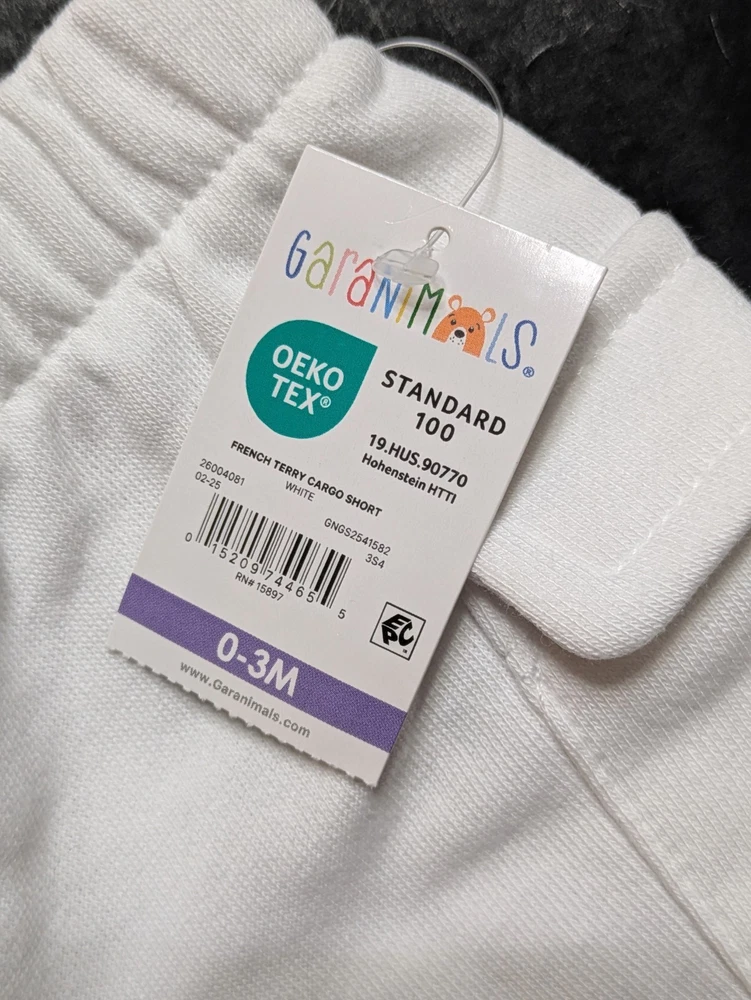 GaraNIMALS®
OEKO
TEX®
STANDARD
100
19.HUS.90770
Hohenstein HTTI
FRENCH TERRY CARGO SHORT
26004081
WHITE
GNGS2541582
02-25
3S4
0 15209 74465 5
RN# 15897
EPC™
0-3M
www.Garanimals.com